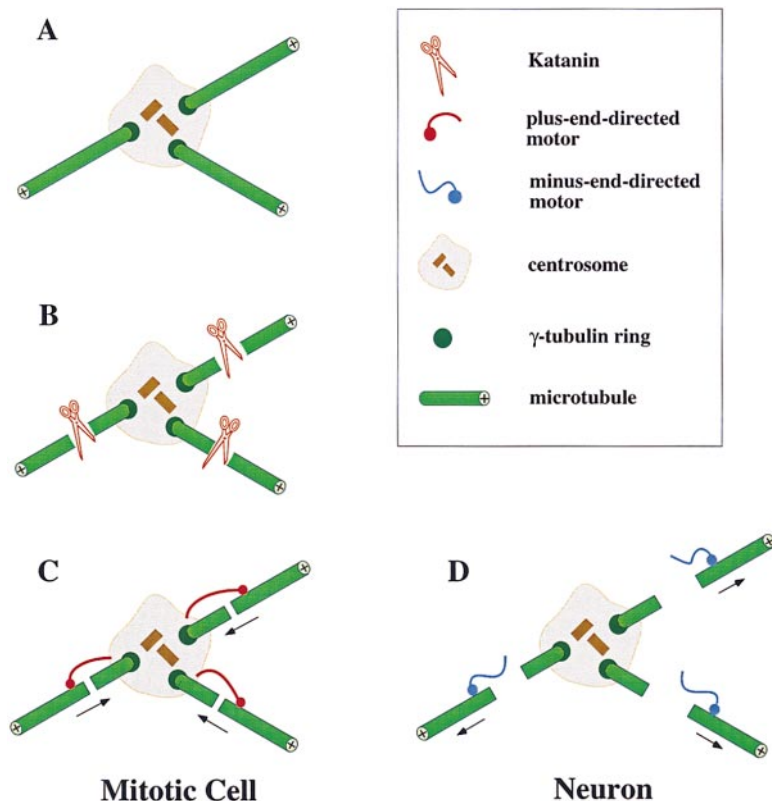 A
B
C
D
Mitotic Cell
Neuron
Katanin
plus-end-directed
motor
minus-end-directed
motor
centrosome
γ-tubulin ring
microtubule
+
+
+
+
+
+
+
+
+
+
+
+
+